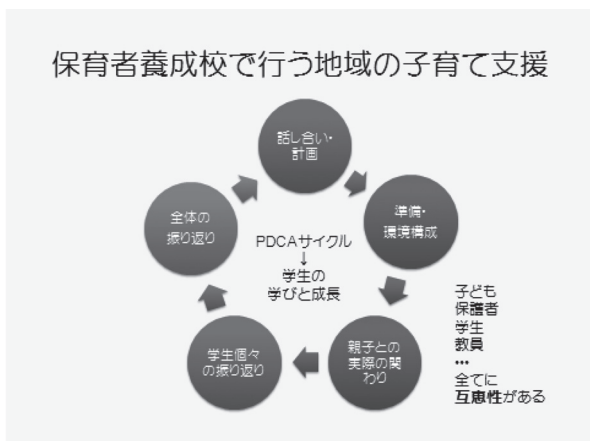 保育者養成校で行う地域の子育て支援
話し合い・
計画
準備・
環境構成
親子との
実際の関
わり
学生個々
の振り返り
全体の
振り返り
PDCAサイクル
↓
学生の
学びと成長
子ども
保護者
学生
教員
…
全てに
互恵性がある